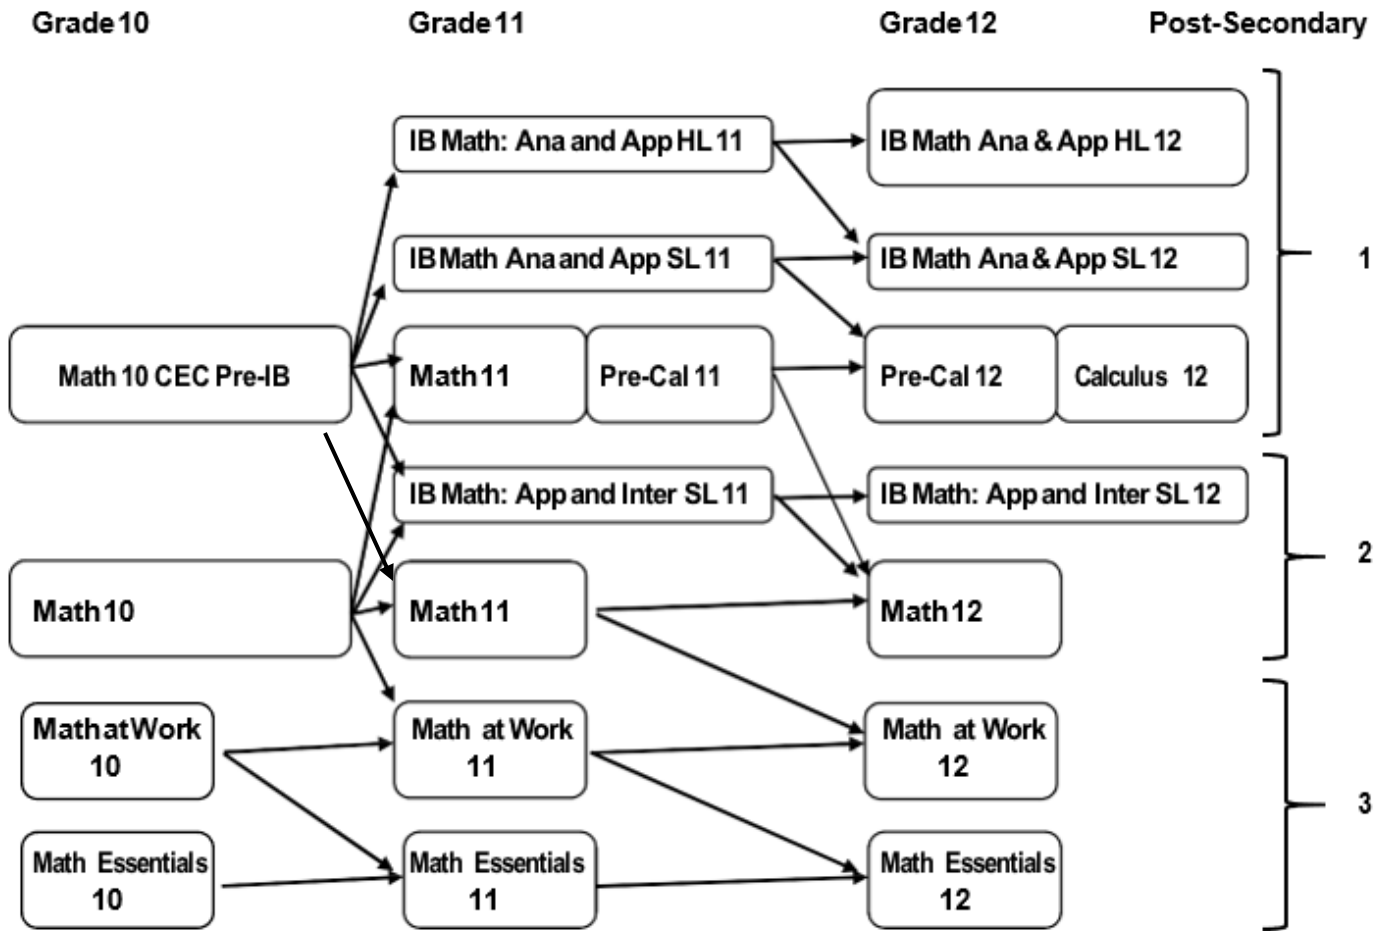 Grade 10 Grade 11 Grade 12 Post-Secondary
IB Math: Ana and App HL 11
IB Math Ana & App HL 12
IB Math Ana and App SL 11
IB Math Ana & App SL 12
1
Math 10 CEC Pre-IB
Math 11
Pre-Cal 11
Pre-Cal 12
Calculus 12
IB Math: App and Inter SL 11
IB Math: App and Inter SL 12
2
Math 10
Math 11
Math 12
Math at Work
10
Math at Work
11
Math at Work
12
3
Math Essentials
10
Math Essentials
11
Math Essentials
12